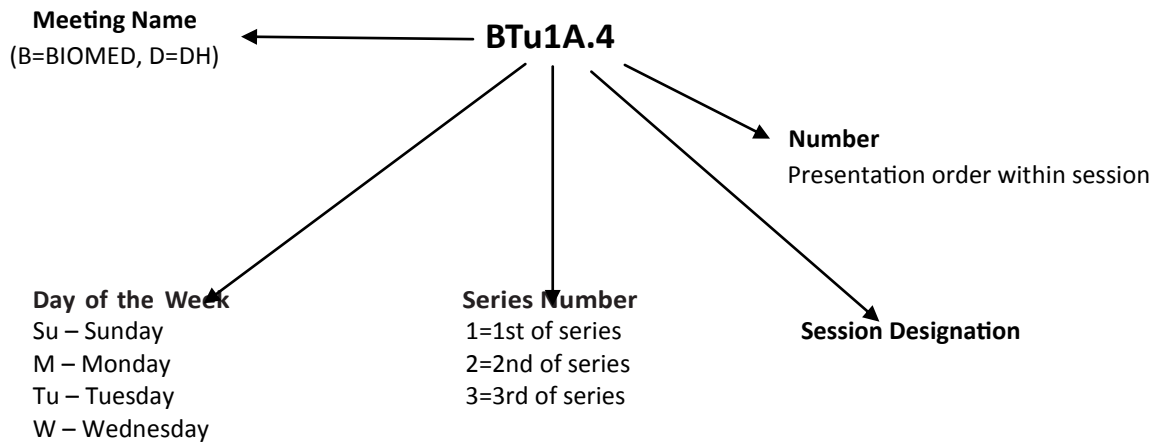 Meeting Name
(B=BIOMED, D=DH)
BTu1A.4
Number
Presentation order within session
Day of the Week
Su – Sunday
M – Monday
Tu – Tuesday
W – Wednesday
Series Number
1=1st of series
2=2nd of series
3=3rd of series
Session Designation